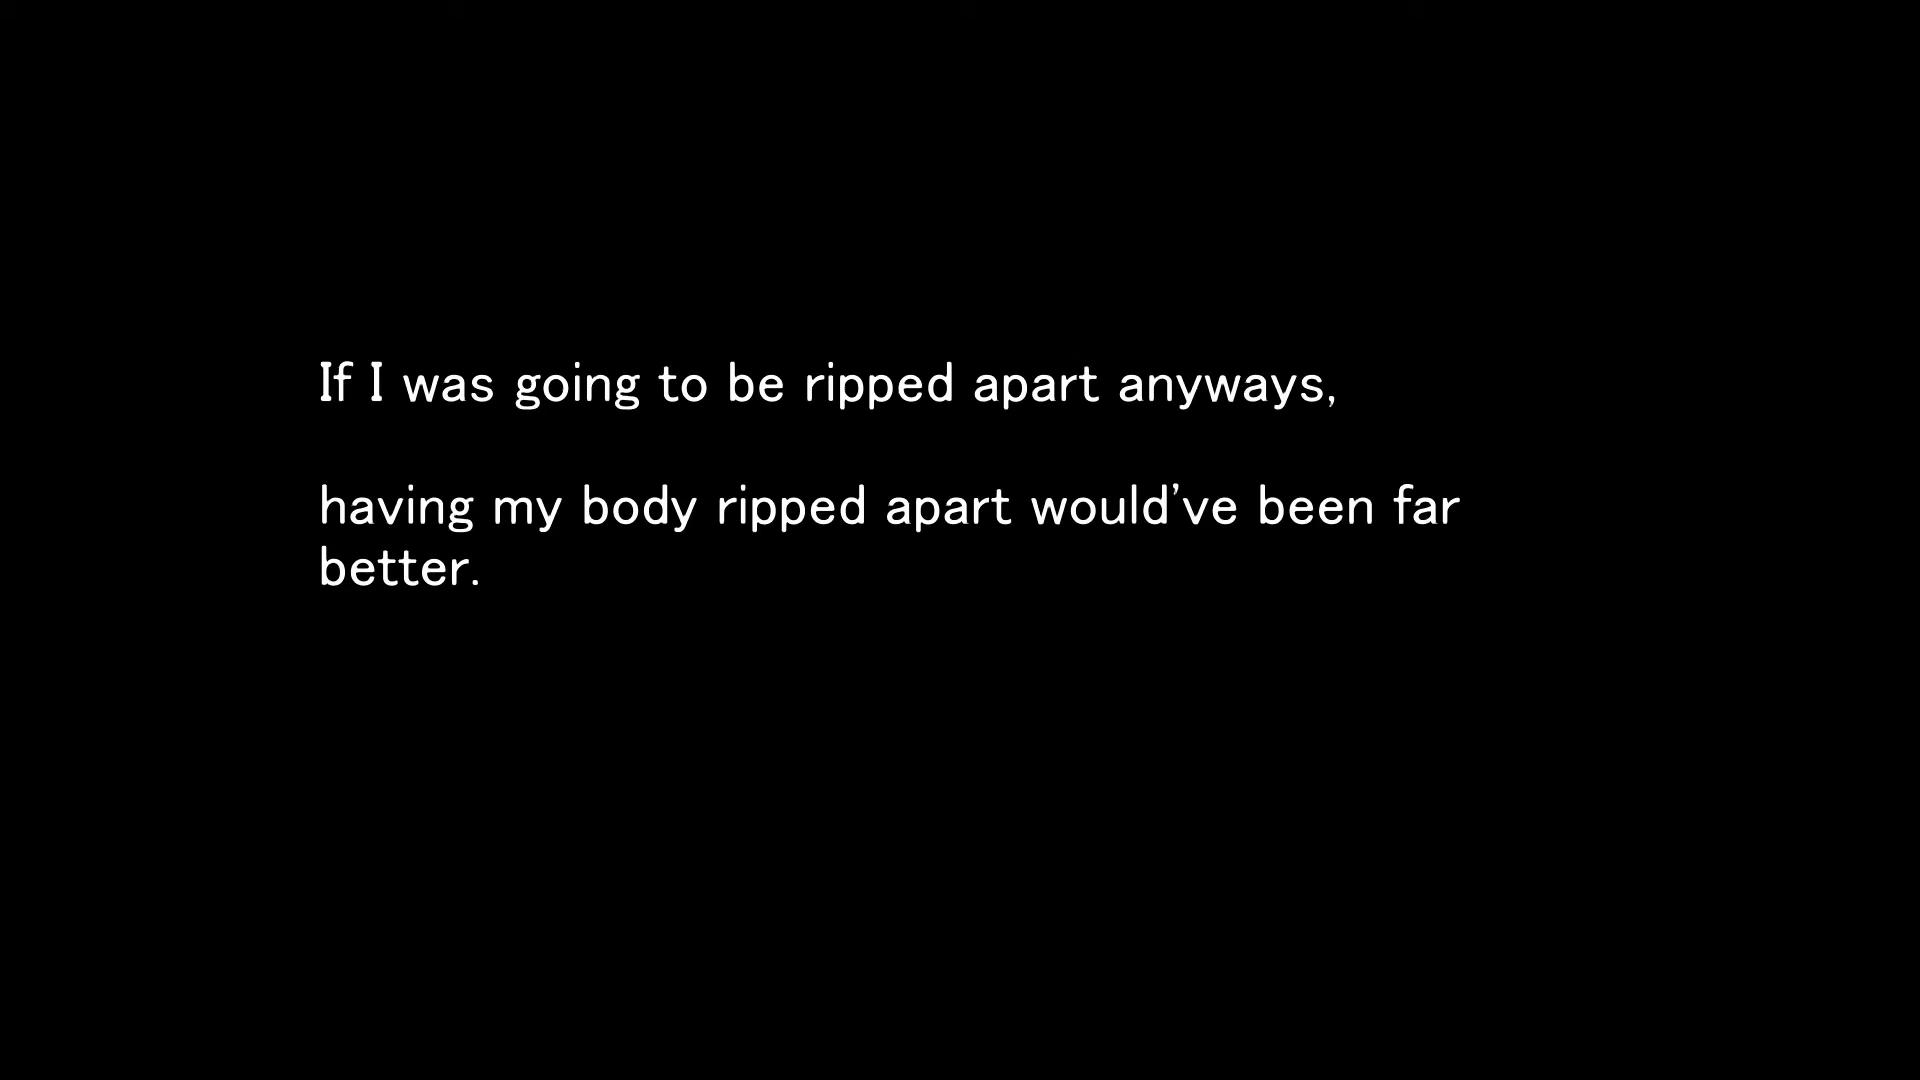 If I was going to be ripped apart anyways,
having my body ripped apart would've been far
better.